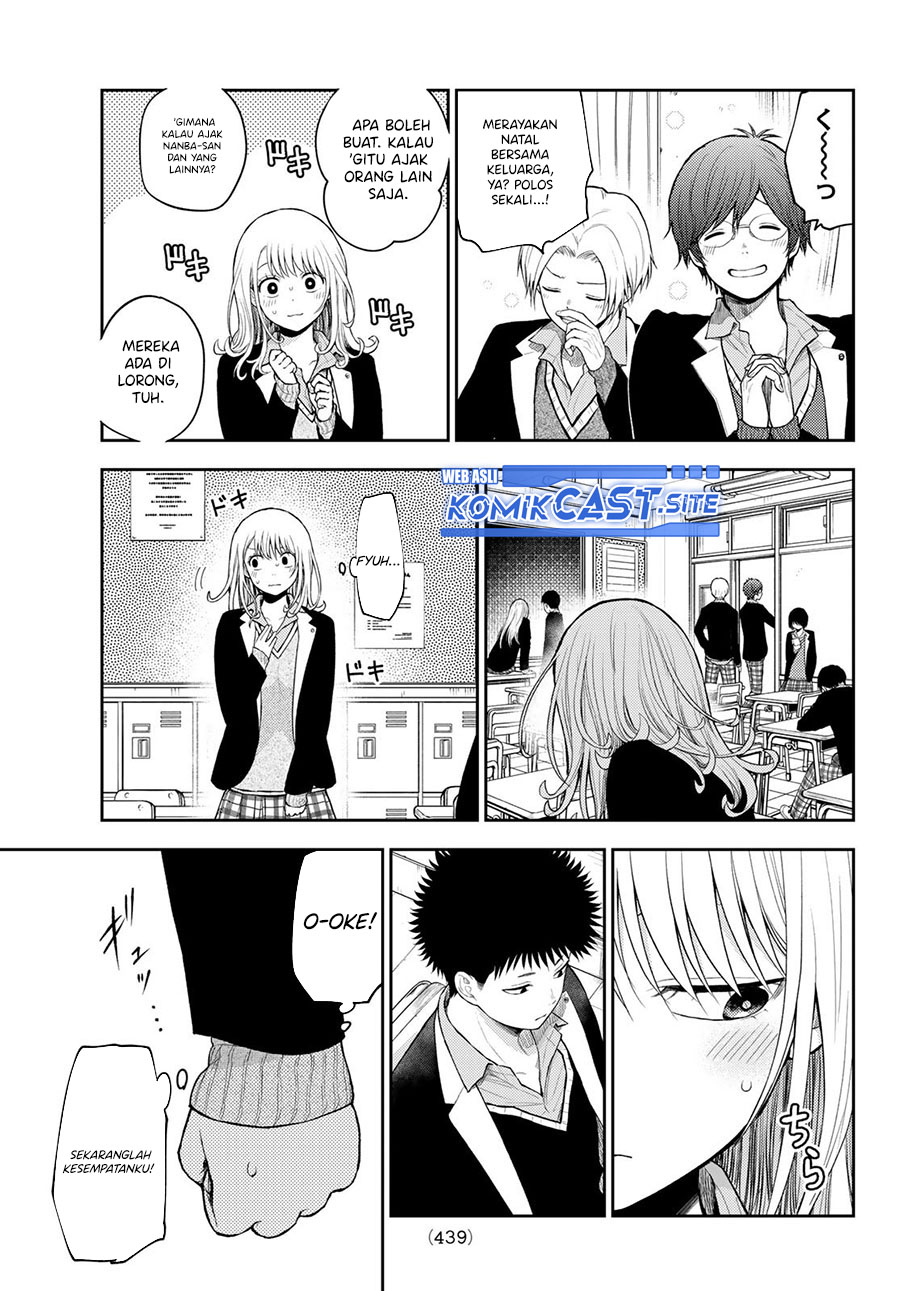 く〜〜っ
MERAYAKAN
NATAL
BERSAMA
KELUARGA,
YA? POLOS
SEKALI...!
APA BOLEH
BUAT. KALAU
'GITU AJAK
ORANG LAIN
SAJA.
'GIMANA
KALAU AJAK
NANBA-SAN
DAN YANG
LAINNYA?
ドキ
ドキ
ドキ
MEREKA
ADA DI
LORONG,
TUH.
WEB ASLI
KOMIKCAST.SITE
ドキ
FYUH...
ドキ
ちら
O-OKE!
ギュッ...
SEKARANGLAH
KESEMPATANKU!
(439)